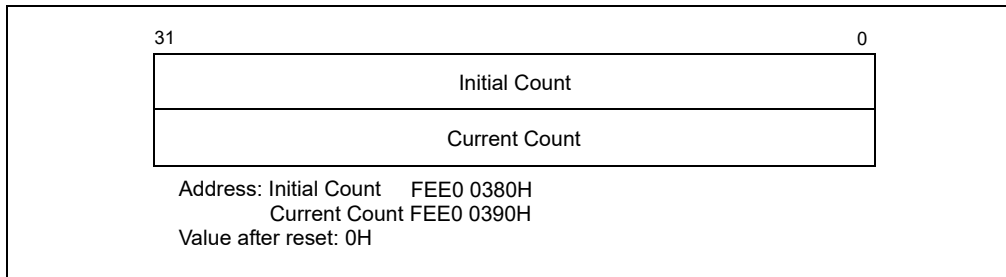 31 0
Initial Count
Current Count
Address: Initial Count FEE0 0380H
Current Count FEE0 0390H
Value after reset: 0H